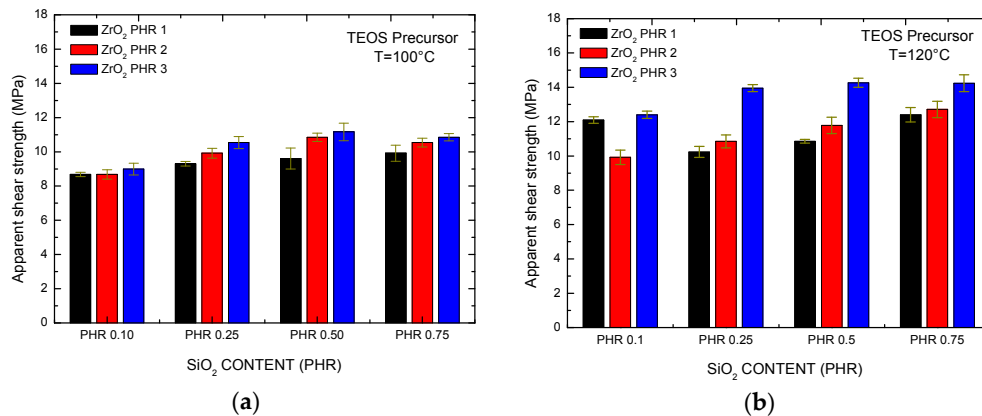 18
16
14
12
10
8
6
4
2
0
Apparent shear strength (MPa)
ZrO₂ PHR 1
ZrO₂ PHR 2
ZrO₂ PHR 3
TEOS Precursor
T=100°C
PHR 0.10 PHR 0.25 PHR 0.50 PHR 0.75
SiO₂ CONTENT (PHR)
(a)
18
16
14
12
10
8
6
4
2
0
Apparent shear strength (MPa)
ZrO₂ PHR 1
ZrO₂ PHR 2
ZrO₂ PHR 3
TEOS Precursor
T=120°C
PHR 0.1 PHR 0.25 PHR 0.5 PHR 0.75
SiO₂ CONTENT (PHR)
(b)